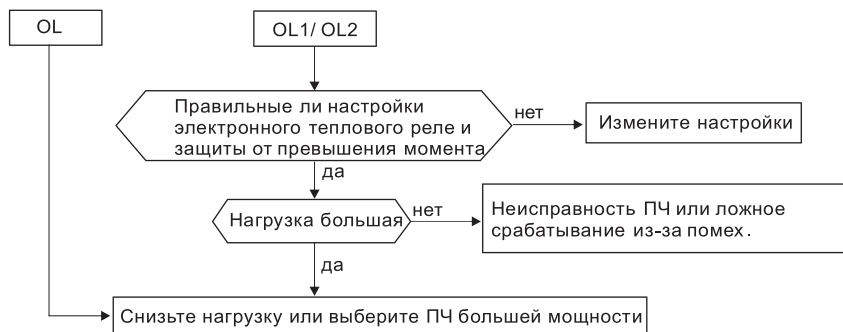 OL
OL1/ OL2
Правильные ли настройки
электронного теплового реле и
защиты от превышения момента
нет
Измените настройки
да
Нагрузка большая
нет
Неисправность ПЧ или ложное
срабатывание из-за помех.
да
Снизьте нагрузку или выберите ПЧ большей мощности